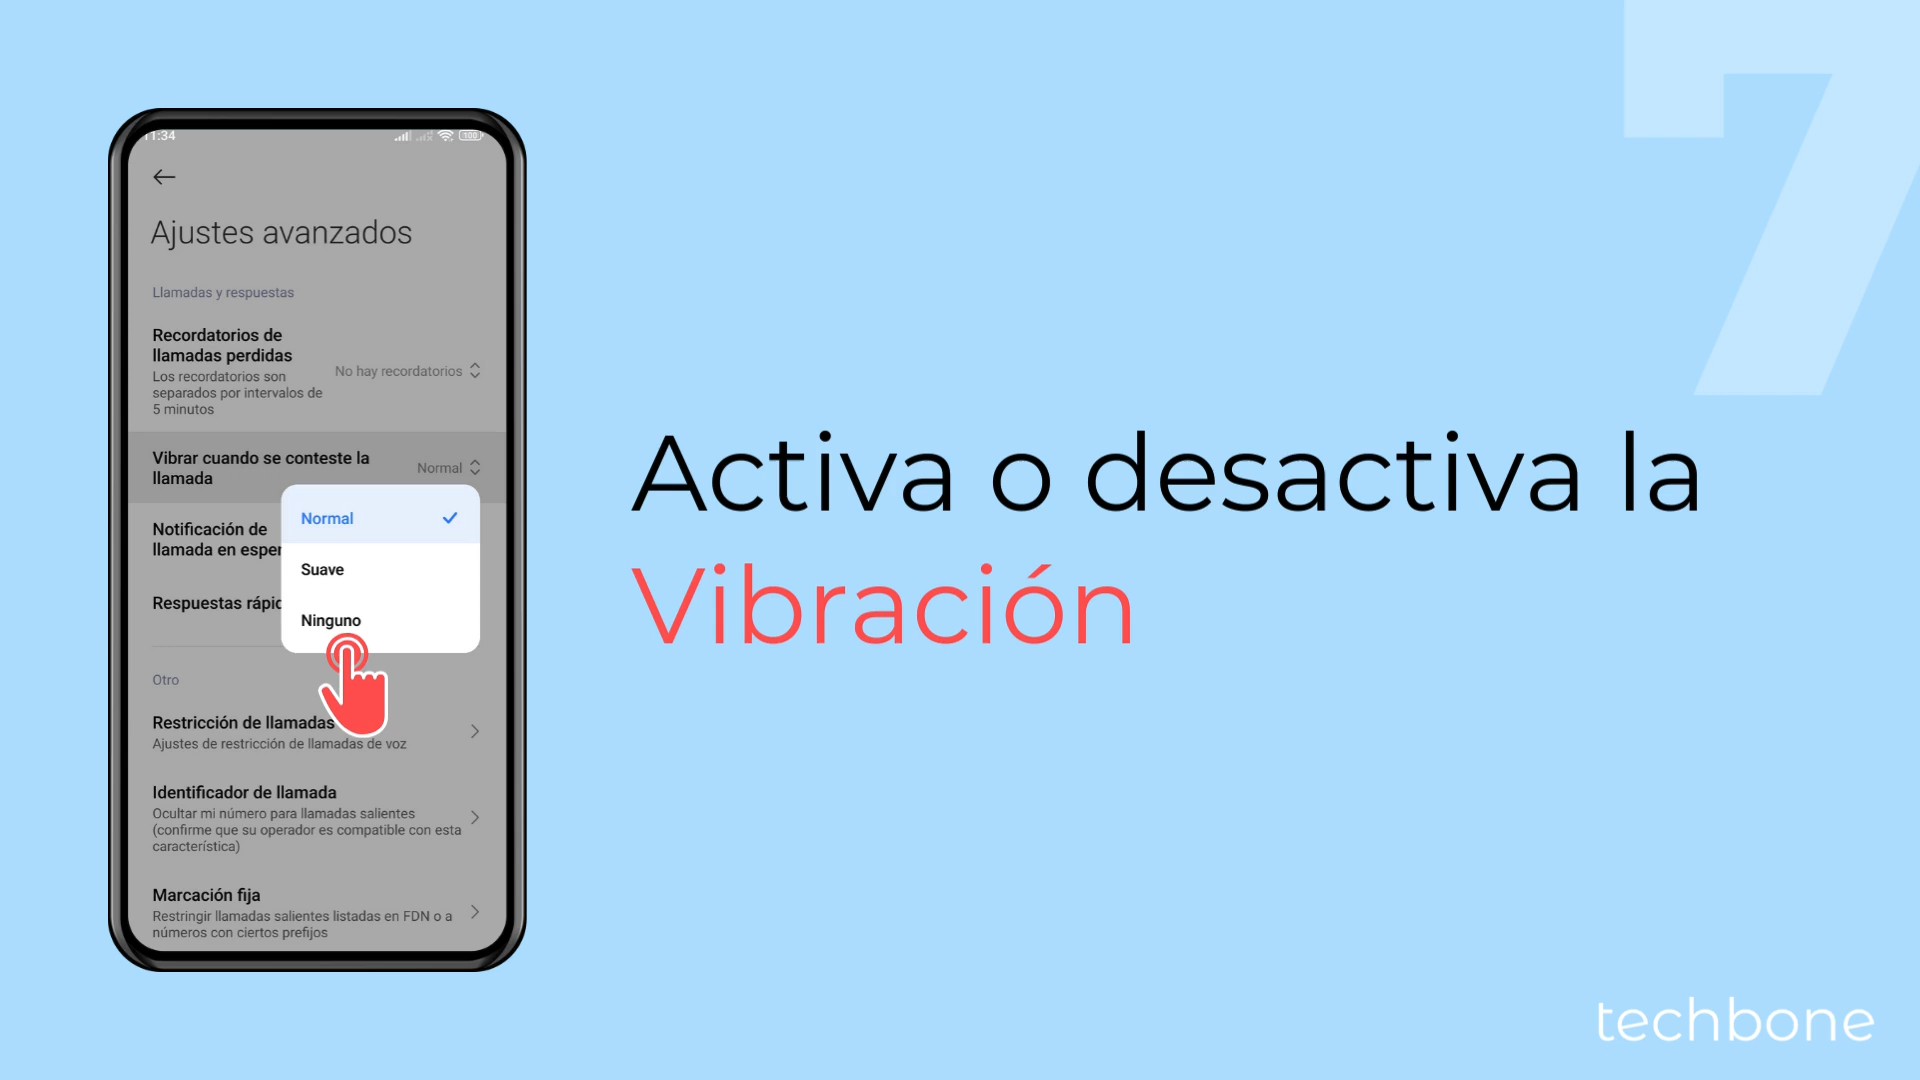 7
11:34
100
Ajustes avanzados
Llamadas y respuestas
Recordatorios de
llamadas perdidas
Los recordatorios son
separados por intervalos de
5 minutos
No hay recordatorios
Vibrar cuando se conteste la
llamada
Normal
Normal
Suave
Ninguno
Notificación de
llamada en esper
Respuestas rápic
Otro
Restricción de llamadas
Ajustes de restricción de llamadas de voz
Identificador de llamada
Ocultar mi número para llamadas salientes
(confirme que su operador es compatible con esta
característica)
Marcación fija
Restringir llamadas salientes listadas en FDN o a
números con ciertos prefijos
Activa o desactiva la
Vibración
techbone